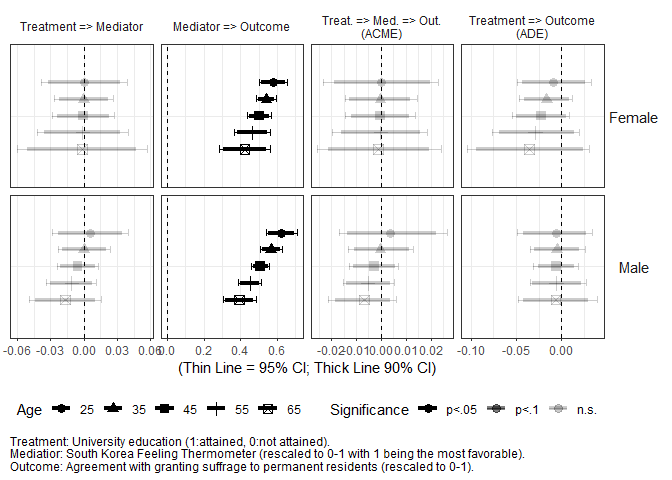 Treatment => Mediator
Mediator => Outcome
Treat. => Med. => Out.
(ACME)
Treatment => Outcome
(ADE)
Female
Male
-0.06 -0.03 0.00 0.03 0.06
0.0 0.2 0.4 0.6
-0.02 -0.01 0.00 0.01 0.02
-0.10 -0.05 0.00
(Thin Line = 95% CI; Thick Line 90% CI)
Age 25 35 45 55 65 Significance p<.05 p<.1 n.s.
Treatment: University education (1:attained, 0:not attained).
Medaitior: South Korea Feeling Thermometer (rescaled to 0-1 with 1 being the most favorable).
Outcome: Agreement with granting suffrage to permanent residents (rescaled to 0-1).